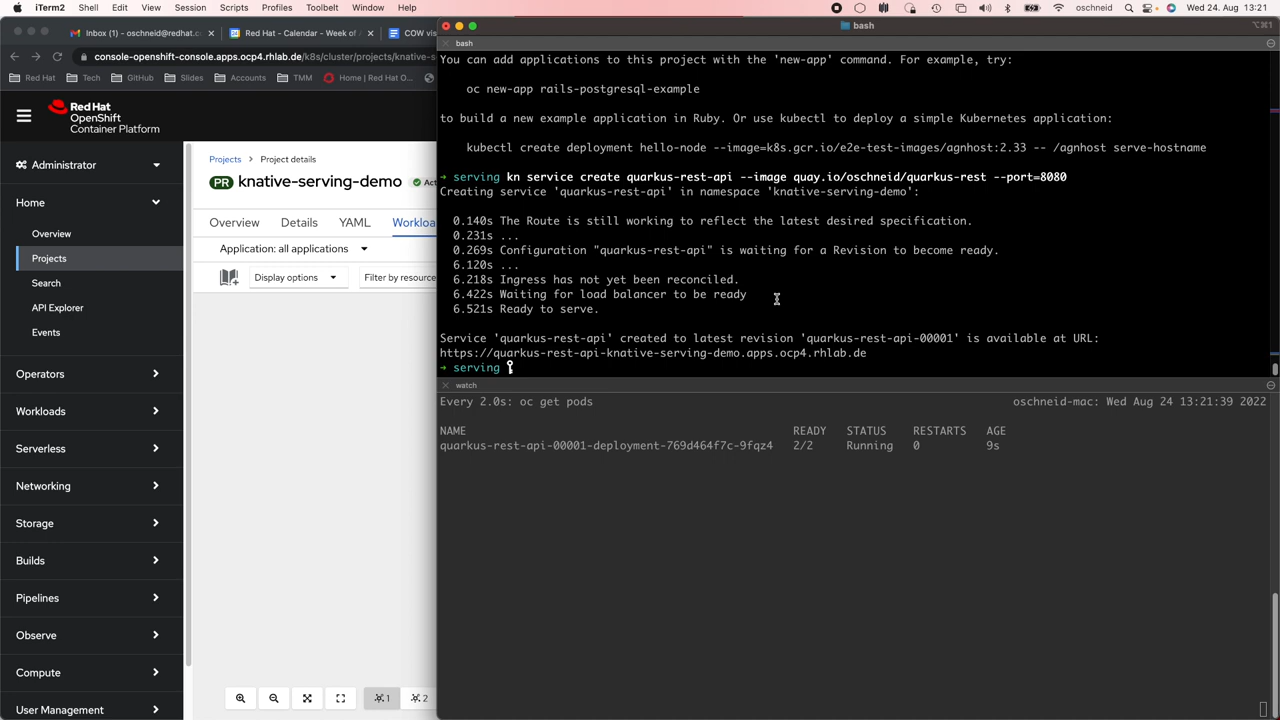 iTerm2 Shell Edit View Session Scripts Profiles Toolbelt Window Help oschneid Wed 24. Aug 13:21
bash
⌥⌘1
Inbox (1) - oschneid@redhat.c
Red Hat - Calendar - Week of
COW vis
console-openshift-console.apps.ocp4.rhlab.de/k8s/cluster/projects/knative-s
Red Hat Tech GitHub Slides Accounts TMM Home | Red Hat O...
Red Hat
OpenShift
Container Platform
Administrator
Home
Overview
Projects
Search
API Explorer
Events
Operators
Workloads
Serverless
Networking
Storage
Builds
Pipelines
Observe
Compute
User Management
Projects Project details
PR knative-serving-demo
Overview Details YAML Workloa
Application: all applications
Display options Filter by resource
1 2
bash
You can add applications to this project with the 'new-app' command. For example, try:
oc new-app rails-postgresql-example
to build a new example application in Ruby. Or use kubectl to deploy a simple Kubernetes application:
kubectl create deployment hello-node --image=k8s.gcr.io/e2e-test-images/agnhost:2.33 -- /agnhost serve-hostname
➜ serving kn service create quarkus-rest-api --image quay.io/oschneid/quarkus-rest --port=8080
Creating service 'quarkus-rest-api' in namespace 'knative-serving-demo':
0.140s The Route is still working to reflect the latest desired specification.
0.231s ...
0.269s Configuration "quarkus-rest-api" is waiting for a Revision to become ready.
6.120s ...
6.218s Ingress has not yet been reconciled.
6.422s Waiting for load balancer to be ready
6.521s Ready to serve.
Service 'quarkus-rest-api' created to latest revision 'quarkus-rest-api-00001' is available at URL:
https://quarkus-rest-api-knative-serving-demo.apps.ocp4.rhlab.de
➜ serving
watch
Every 2.0s: oc get pods oschneid-mac: Wed Aug 24 13:21:39 2022
NAME READY STATUS RESTARTS AGE
quarkus-rest-api-00001-deployment-769d464f7c-9fqz4 2/2 Running 0 9s